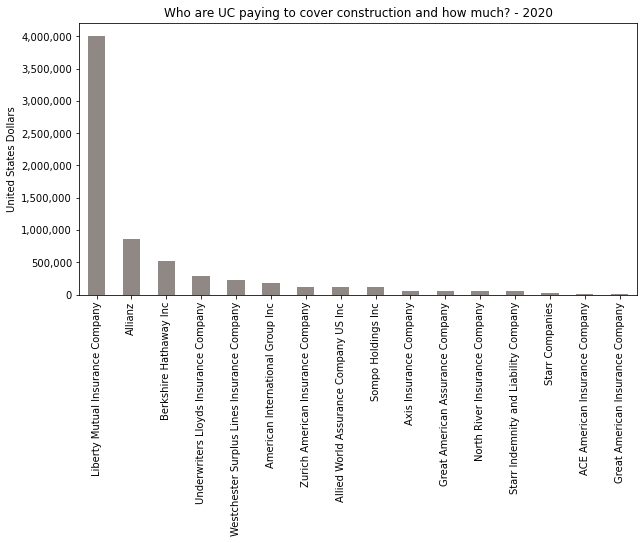 Who are UC paying to cover construction and how much? - 2020
United States Dollars
4,000,000
3,500,000
3,000,000
2,500,000
2,000,000
1,500,000
1,000,000
500,000
0
Liberty Mutual Insurance Company
Allianz
Berkshire Hathaway Inc
Underwriters Lloyds Insurance Company
Westchester Surplus Lines Insurance Company
American International Group Inc
Zurich American Insurance Company
Allied World Assurance Company US Inc
Sompo Holdings Inc
Axis Insurance Company
Great American Assurance Company
North River Insurance Company
Starr Indemnity and Liability Company
Starr Companies
ACE American Insurance Company
Great American Insurance Company